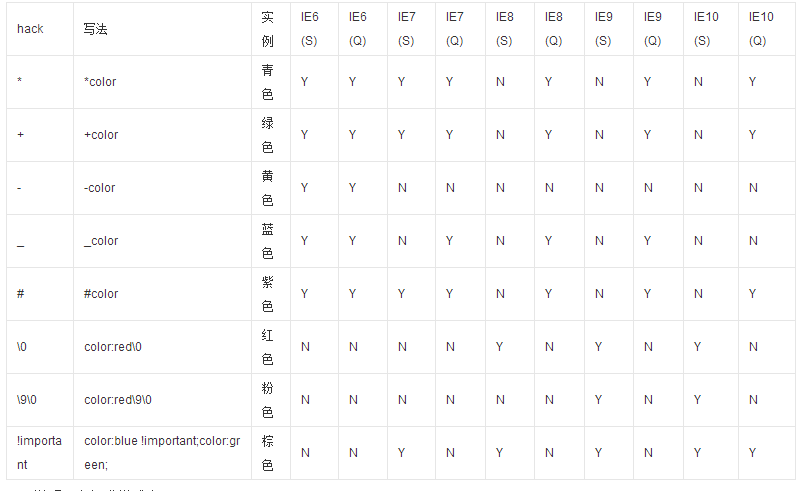 hack 写法 实例 IE6(S) IE6(Q) IE7(S) IE7(Q) IE8(S) IE8(Q) IE9(S) IE9(Q) IE10(S) IE10(Q)
* *color 青色 Y Y Y Y N Y N Y N Y
+ +color 绿色 Y Y Y Y N Y N Y N Y
- -color 黄色 Y Y N N N N N N N N
_ _color 蓝色 Y Y N Y N Y N Y N N
# #color 紫色 Y Y Y Y N Y N Y N Y
\0 color:red\0 红色 N N N N Y N Y N Y N
\9\0 color:red\9\0 粉色 N N N N N N Y N Y N
!important color:blue !important;color:green; 棕色 N N Y N Y N Y N Y Y